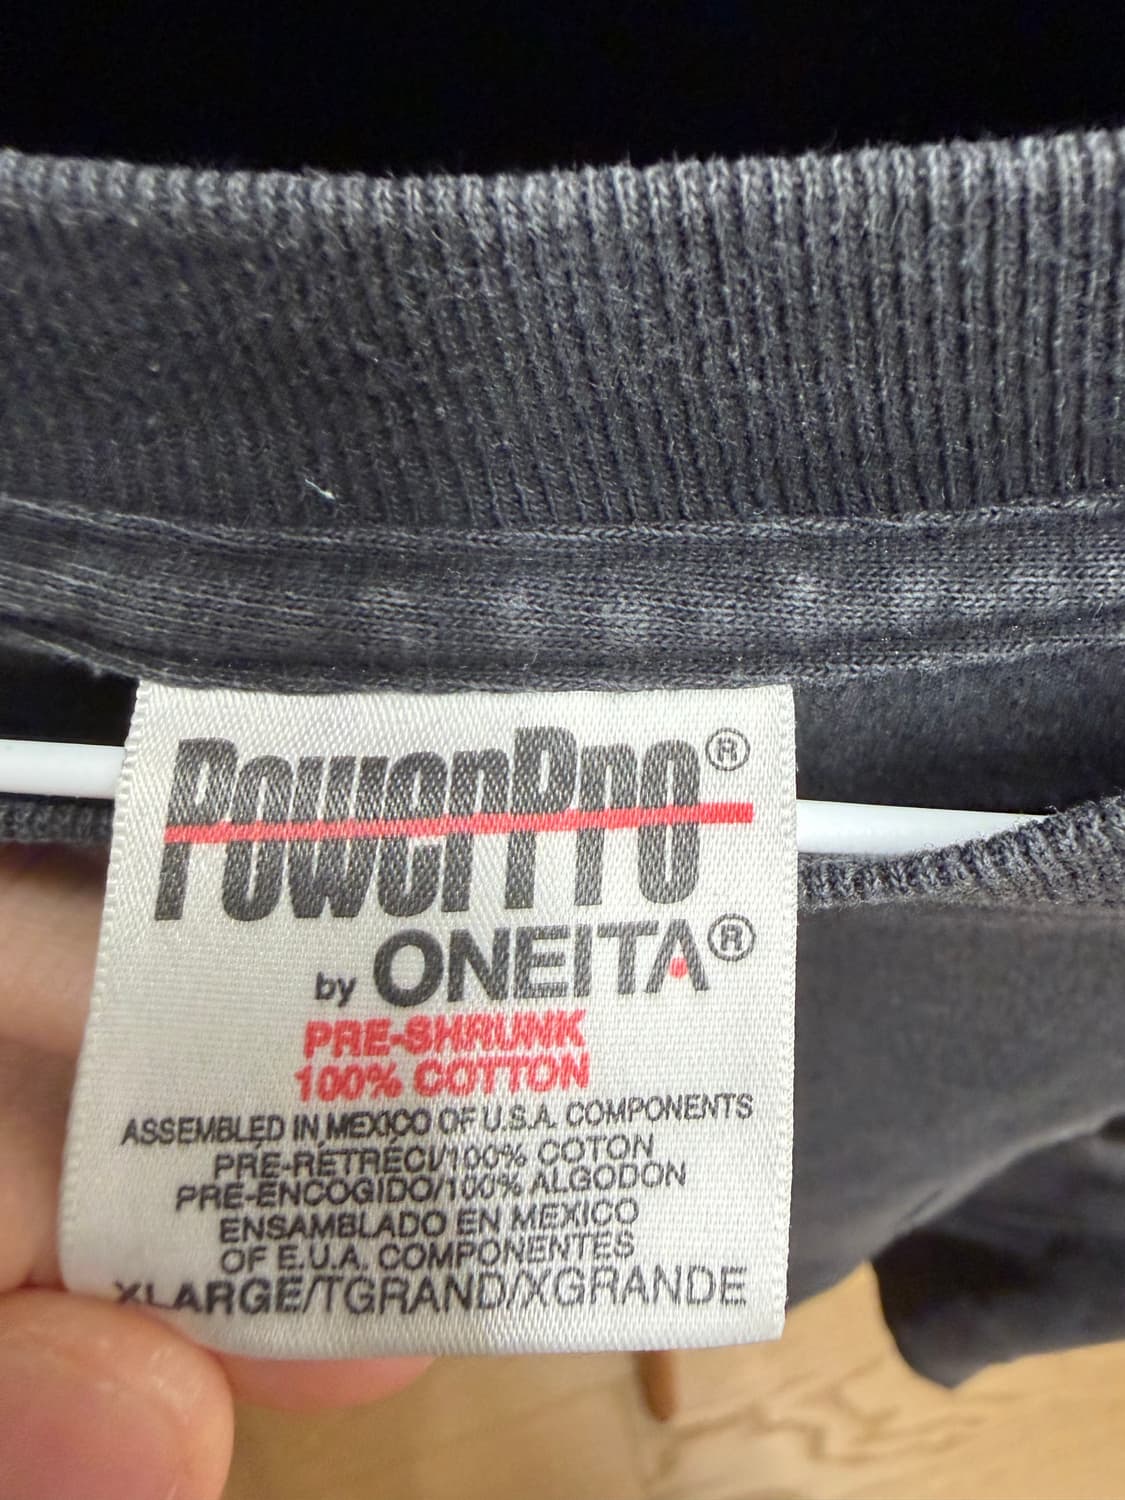 PowerPro®
by ONEITA®
PRE-SHRUNK
100% COTTON
ASSEMBLED IN MEXICO OF U.S.A. COMPONENTS
PRE-RÉTRÉCI/100% COTON
PRE-ENCOGIDO/100% ALGODON
ENSAMBLADO EN MEXICO
OF E.U.A. COMPONENTES
XLARGE/TGRAND/XGRANDE